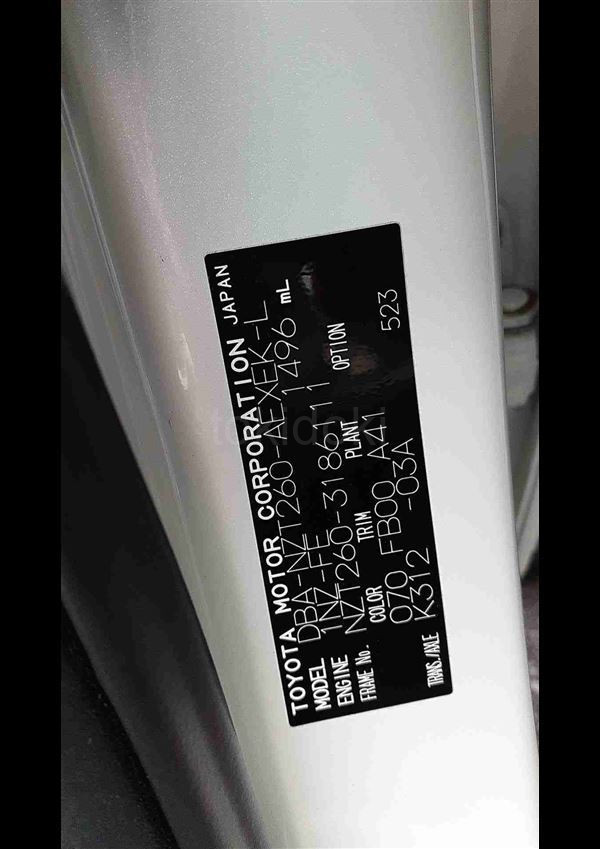 TOYOTA MOTOR CORPORATION JAPAN
MODEL DBA-NZT260-AEXEK-L
ENGINE 1NZ-FE 1496 mL
FRAME No. NZT260-3186111
COLOR TRIM PLANT OPTION
070 FB00 A41 523
TRANS./AXLE K312 -03A